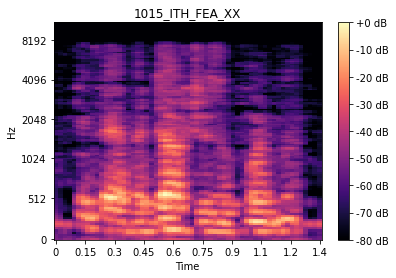 1015_ITH_FEA_XX
+0 dB
8192
-10 dB
4096
-20 dB
-30 dB
2048
Hz
-40 dB
1024
-50 dB
512
-60 dB
-70 dB
0
-80 dB
0 0.15 0.3 0.45 0.6 0.75 0.9 1.1 1.2 1.4
Time